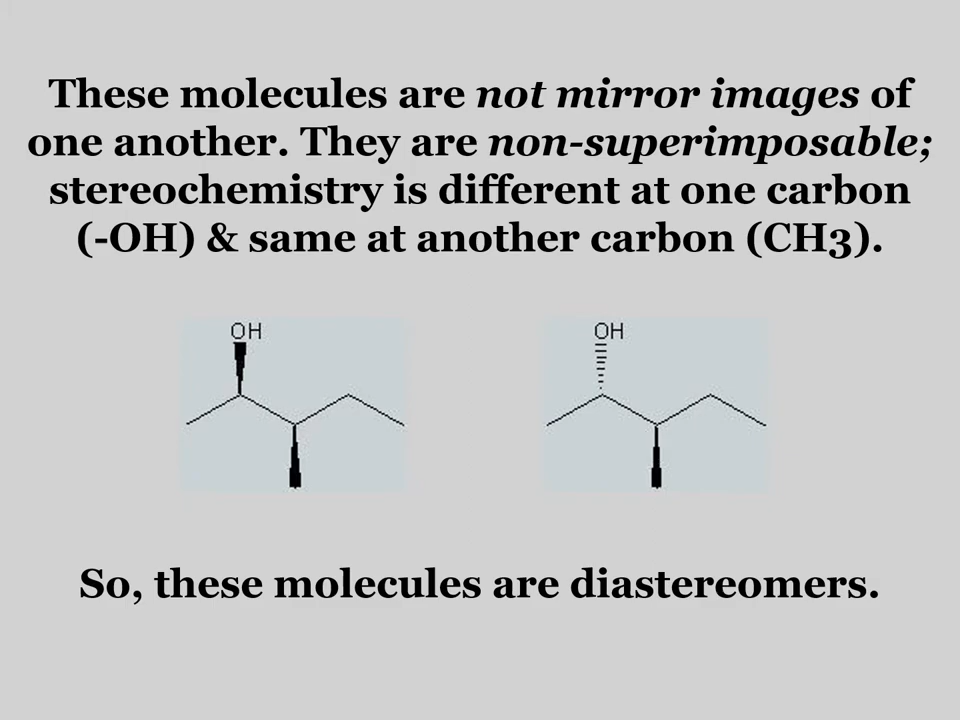 These molecules are not mirror images of
one another. They are non-superimposable;
stereochemistry is different at one carbon
(-OH) & same at another carbon (CH3).
OH
OH
So, these molecules are diastereomers.